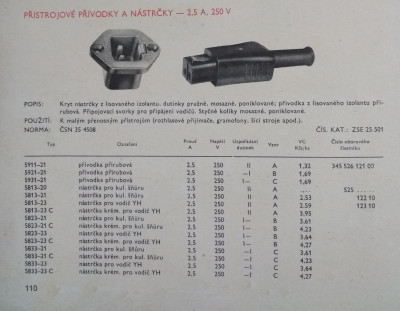 PŘÍSTROJOVÉ PŘÍVODKY A NÁSTRČKY — 2,5 A, 250 V
POPIS: Kryt nástrčky z lisovaného izolantu, dutinky pružné, mosazné, poniklované; přívodka z lisovaného izolantu pří-
rubová. Připojovací svorky pro připájení vodičů. Styčné kolíky mosazné, poniklované.
POUŽITÍ: K malým přenosným přístrojům (rozhlasové přijímače, gramofony, šicí stroje apod.).
NORMA: ČSN 35 4508 ČÍS. KAT.: ZSE 25.501
Typ Označení Proud A Napětí V Uspořádání dutinek Vzor VC Kčs/kr Číslo oborového číselníku
5911–21 přívodka přírubová 2,5 250 II A 1,32 345 526 121 00
5921–21 přívodka přírubová 2,5 250 –I B 1,69
5931–21 přívodka přírubová 2,5 250 I– C 1,69
5813–20 nástrčka pro kul. šňůru 2,5 250 II A ..... 525 .....
5813–21 nástrčka pro kul. šňůru 2,5 250 II A 2,53 122 10
5813–23 nástrčka pro vodič YH 2,5 250 II A 2,59 123 10
5813–23 C nástrčka krém. pro vodič YH 2,5 250 II A 3,95
5823–21 nástrčka pro kul. šňůru 2,5 250 I– B 3,61
5823–21 C nástrčka krém. pro kul. šňůru 2,5 250 B 4,23
5823–23 nástrčka pro vodič YH 2,5 250 I– B 3,64
5823–23 C nástrčka krém. pro vodič YH 2,5 250 I– B 4,27
5833–21 nástrčka pro kul. šňůru 2,5 250 –I C 3,61
5833–21 C nástrčka krém. pro kul. šňůru 2,5 250 –I C 4,23
5833–23 nástrčka pro vodič YH 2,5 250 –I C 3,64
5833–23 C nástrčka krém. pro vodič YH 2,5 250 –I C 4,27
110